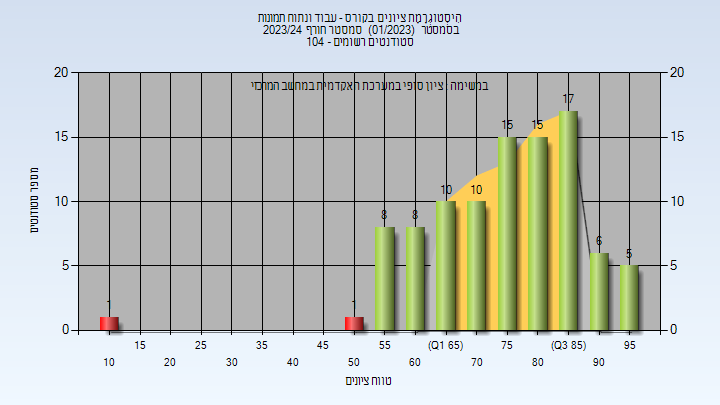 הִיסטוֹגרָמַת ציונים בקורס - עבוד ונתוח תמונות
בסמסטר (01/2023) סמסטר חורף 2023/24
סטודנטים רשומים - 104
במשימה : ציון סופי במערכת האקדמית במחשב המרכזי
מספר סטודנטים
20 20
15 15
10 10
5 5
0 0
1 1 8 8 10 10 15 15 17 6 5
15 25 35 45 55 (Q1 65) 75 (Q3 85) 95
10 20 30 40 50 60 70 80 90
טווח ציונים